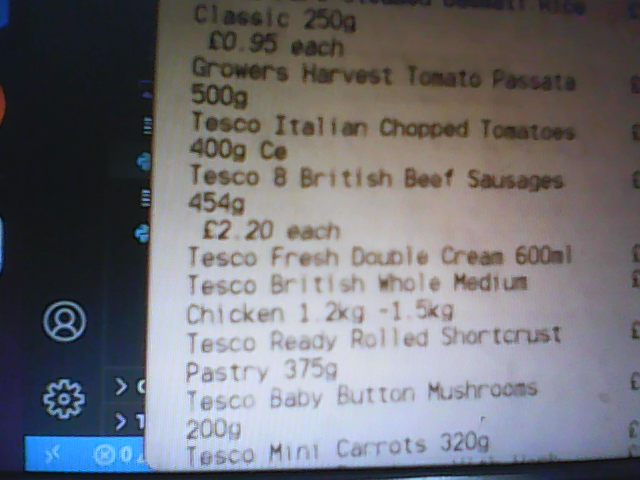 Basmati Rice
Classic 250g
£0.95 each
Growers Harvest Tomato Passata
500g
Tesco Italian Chopped Tomatoes
400g Ce
Tesco 8 British Beef Sausages
454g
£2.20 each
Tesco Fresh Double Cream 600ml
Tesco British Whole Medium
Chicken 1.2kg -1.5kg
Tesco Ready Rolled Shortcrust
Pastry 375g
Tesco Baby Button Mushrooms
200g
Tesco Mini Carrots 320g